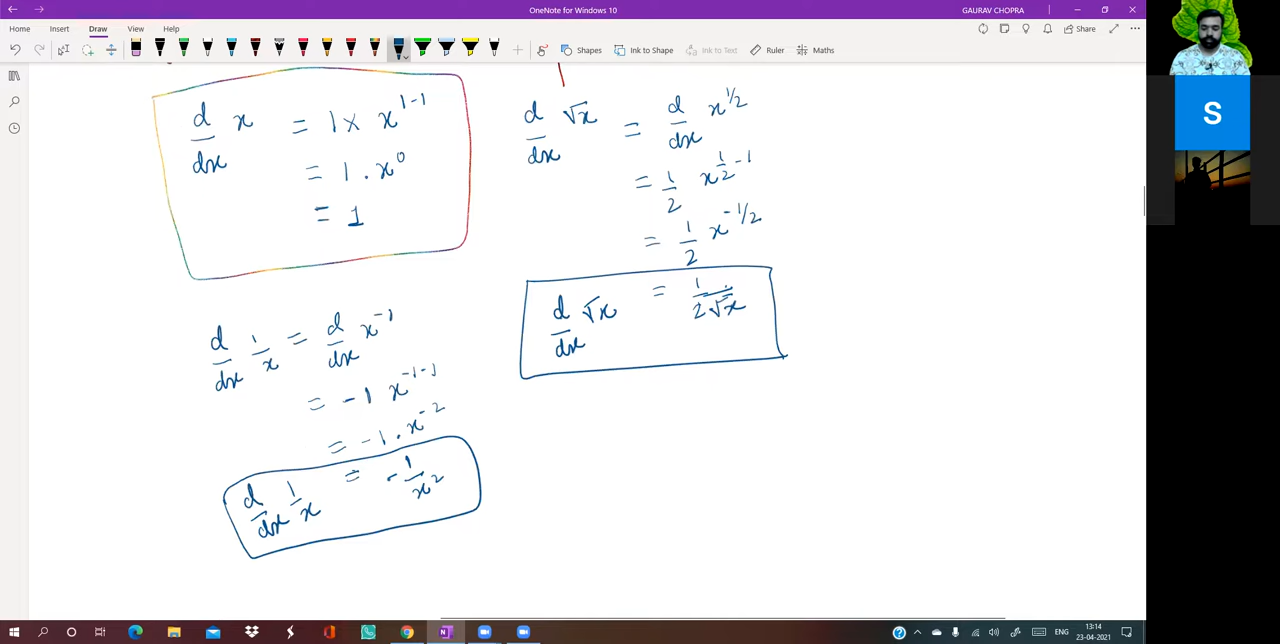 OneNote for Windows 10
GAURAV CHOPRA
Home Insert Draw View Help
Share
Shapes Ink to Shape Ink to Text Ruler Maths
d/dx x = 1 × x^(1-1)
= 1 . x^0
= 1
d/dx √x = d/dx x^(1/2)
= 1/2 x^(1/2 - 1)
= 1/2 x^(-1/2)
d/dx √x = 1/(2√x)
d/dx 1/x = d/dx x^(-1)
= -1 x^(-1-1)
= -1 . x^(-2)
d/dx 1/x = -1/x^2
S
ENG
13:14
23-04-2021